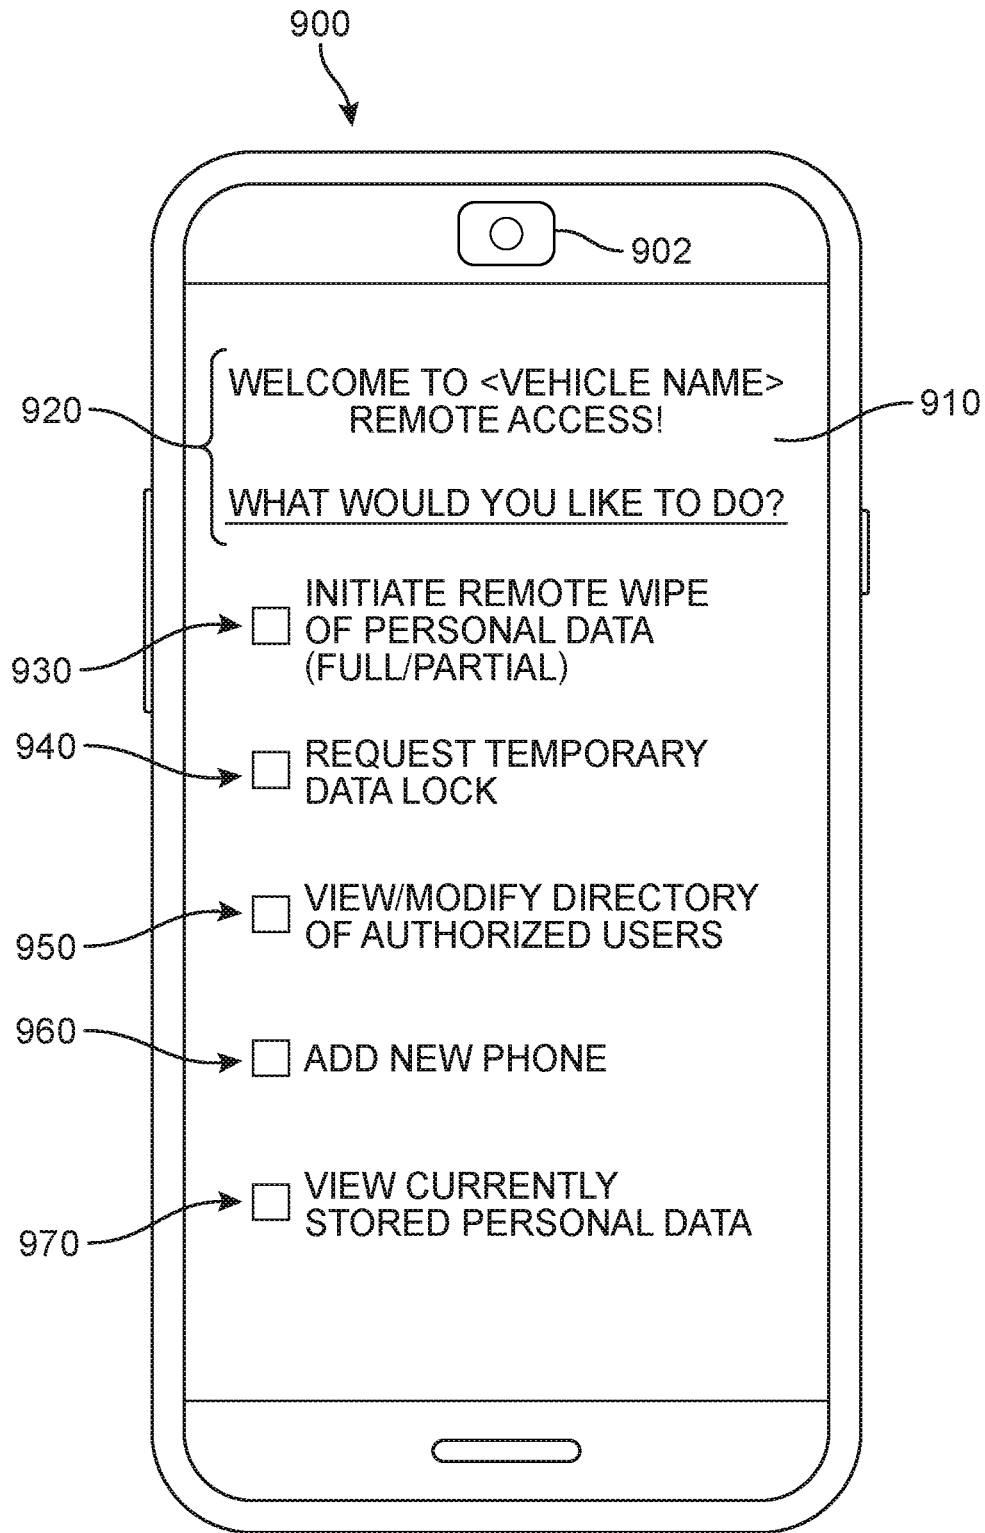 900
902
WELCOME TO <VEHICLE NAME>
REMOTE ACCESS!
920
910
WHAT WOULD YOU LIKE TO DO?
INITIATE REMOTE WIPE
OF PERSONAL DATA
(FULL/PARTIAL)
930
940
REQUEST TEMPORARY
DATA LOCK
VIEW/MODIFY DIRECTORY
OF AUTHORIZED USERS
950
960
ADD NEW PHONE
VIEW CURRENTLY
STORED PERSONAL DATA
970